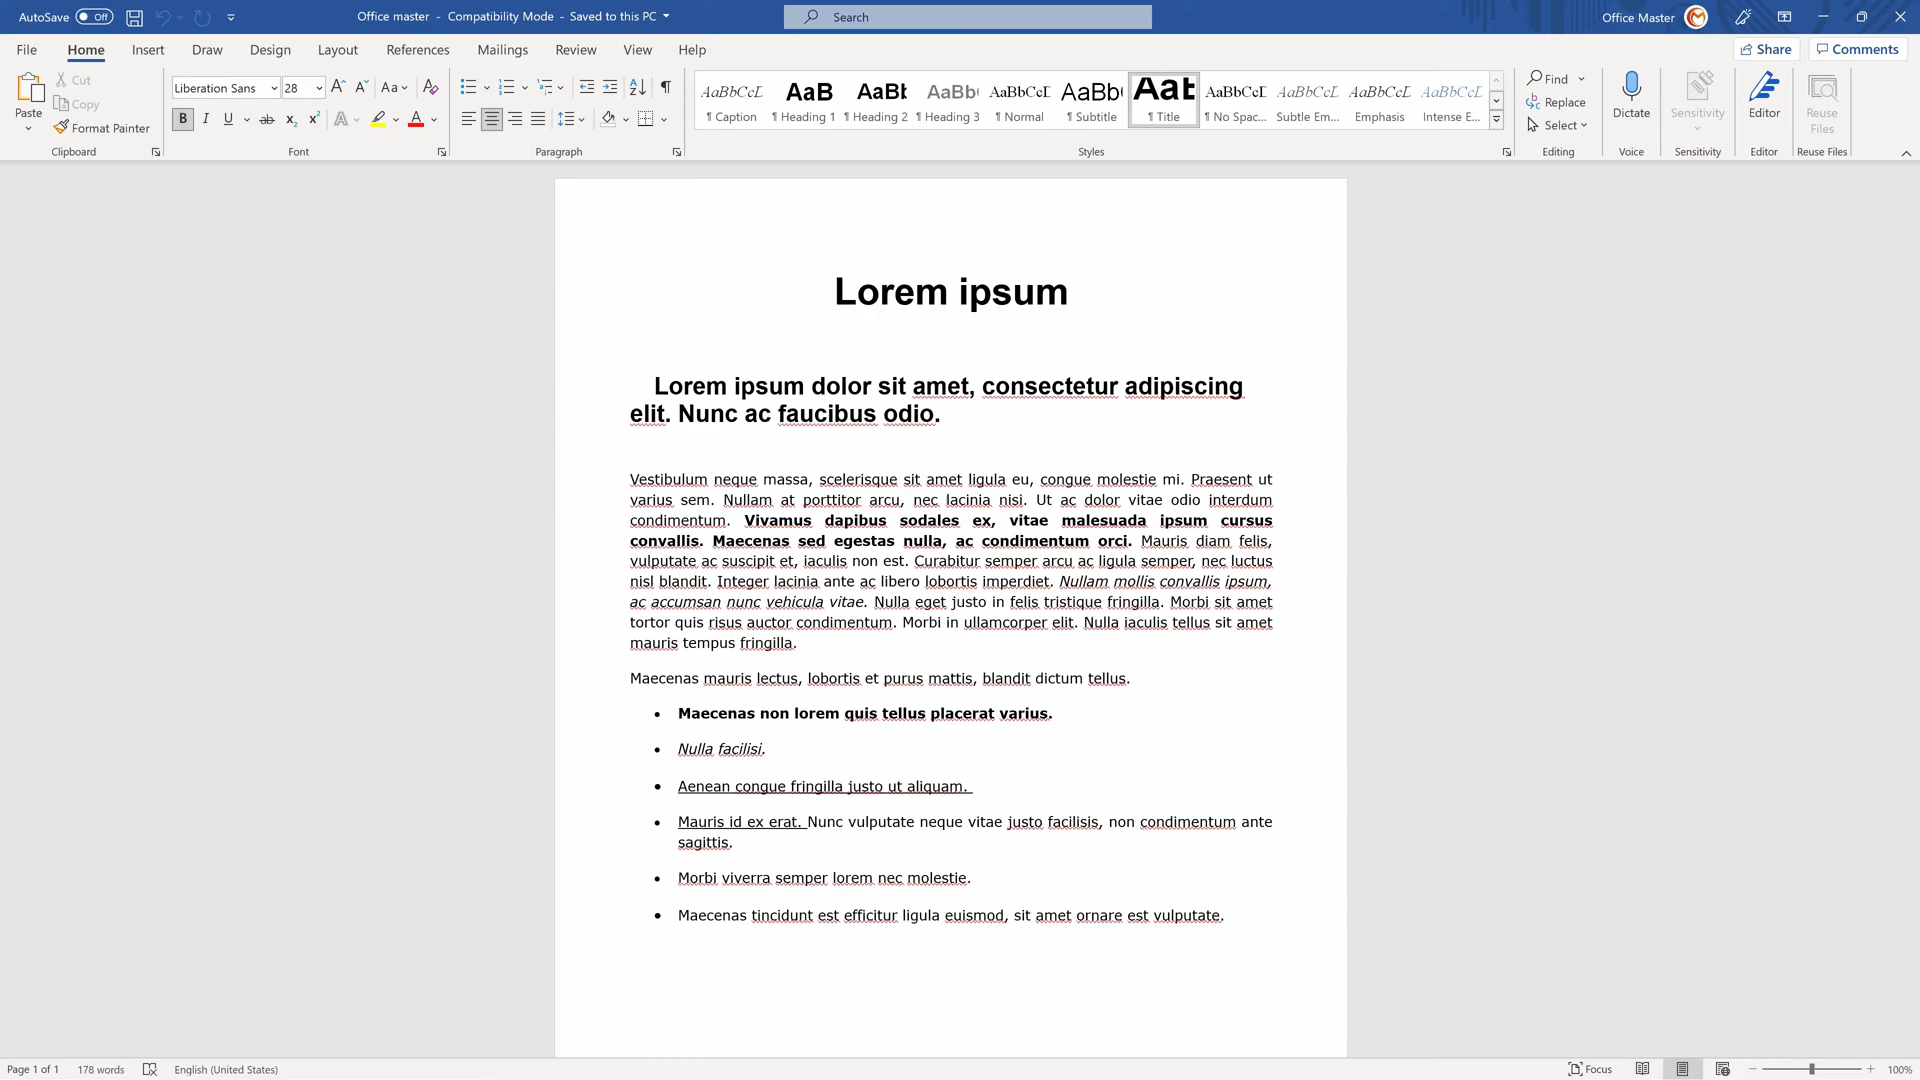 AutoSave Off Office master - Compatibility Mode - Saved to this PC Search Office Master
File Home Insert Draw Design Layout References Mailings Review View Help Share Comments
Paste
Cut
Copy
Format Painter
Clipboard
Liberation Sans 28 Aa
B I U ab x₂ x² A A
Font
Paragraph
AaBbCcL AaB AaBb AaBb AaBbCcI AaBb Aab AaBbCcI AaBbCcL AaBbCcL AaBbCcL
¶ Caption ¶ Heading 1 ¶ Heading 2 ¶ Heading 3 ¶ Normal ¶ Subtitle ¶ Title ¶ No Spac... Subtle Em... Emphasis Intense E...
Styles
Find
Replace
Select
Editing
Dictate
Voice
Sensitivity
Sensitivity
Editor
Editor
Reuse
Files
Reuse Files
Lorem ipsum
Lorem ipsum dolor sit amet, consectetur adipiscing
elit. Nunc ac faucibus odio.
Vestibulum neque massa, scelerisque sit amet ligula eu, congue molestie mi. Praesent ut
varius sem. Nullam at porttitor arcu, nec lacinia nisi. Ut ac dolor vitae odio interdum
condimentum. Vivamus dapibus sodales ex, vitae malesuada ipsum cursus
convallis. Maecenas sed egestas nulla, ac condimentum orci. Mauris diam felis,
vulputate ac suscipit et, iaculis non est. Curabitur semper arcu ac ligula semper, nec luctus
nisl blandit. Integer lacinia ante ac libero lobortis imperdiet. Nullam mollis convallis ipsum,
ac accumsan nunc vehicula vitae. Nulla eget justo in felis tristique fringilla. Morbi sit amet
tortor quis risus auctor condimentum. Morbi in ullamcorper elit. Nulla iaculis tellus sit amet
mauris tempus fringilla.
Maecenas mauris lectus, lobortis et purus mattis, blandit dictum tellus.
• Maecenas non lorem quis tellus placerat varius.
• Nulla facilisi.
• Aenean congue fringilla justo ut aliquam.
• Mauris id ex erat. Nunc vulputate neque vitae justo facilisis, non condimentum ante
sagittis.
• Morbi viverra semper lorem nec molestie.
• Maecenas tincidunt est efficitur ligula euismod, sit amet ornare est vulputate.
Page 1 of 1 178 words English (United States) Focus 100%